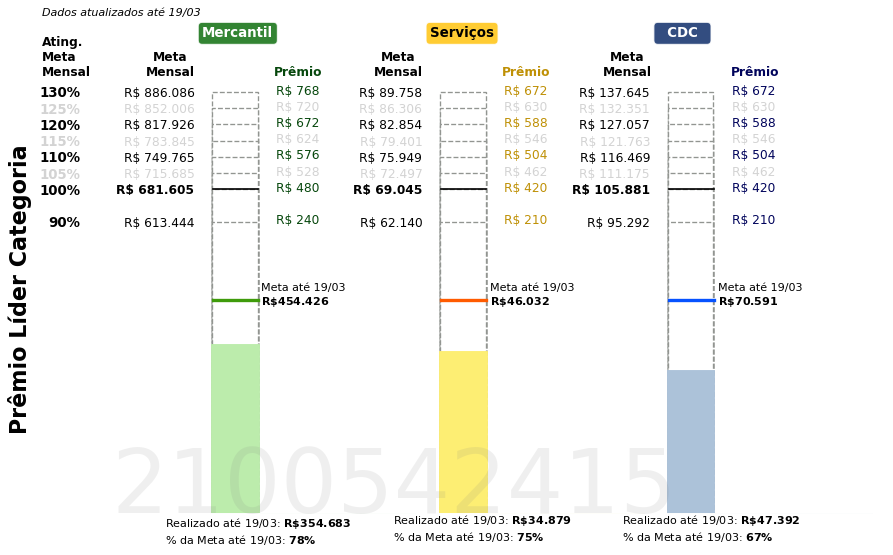 Dados atualizados até 19/03
Mercantil Serviços CDC
Ating.
Meta Meta Meta Meta
Mensal Mensal Prêmio Mensal Prêmio Mensal Prêmio
130% R$ 886.086 R$ 768 R$ 89.758 R$ 672 R$ 137.645 R$ 672
125% R$ 852.006 R$ 720 R$ 86.306 R$ 630 R$ 132.351 R$ 630
120% R$ 817.926 R$ 672 R$ 82.854 R$ 588 R$ 127.057 R$ 588
115% R$ 783.845 R$ 624 R$ 79.401 R$ 546 R$ 121.763 R$ 546
110% R$ 749.765 R$ 576 R$ 75.949 R$ 504 R$ 116.469 R$ 504
105% R$ 715.685 R$ 528 R$ 72.497 R$ 462 R$ 111.175 R$ 462
100% R$ 681.605 R$ 480 R$ 69.045 R$ 420 R$ 105.881 R$ 420
90% R$ 613.444 R$ 240 R$ 62.140 R$ 210 R$ 95.292 R$ 210
Prêmio Líder Categoria
Meta até 19/03 Meta até 19/03 Meta até 19/03
R$454.426 R$46.032 R$70.591
2100542415
Realizado até 19/03: R$354.683 Realizado até 19/03: R$34.879 Realizado até 19/03: R$47.392
% da Meta até 19/03: 78% % da Meta até 19/03: 75% % da Meta até 19/03: 67%